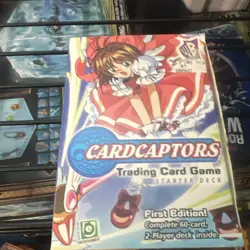 CARDCAPTORS
Trading Card Game
STARTER DECK
First Edition!
Complete 60-card,
2-Player deck inside